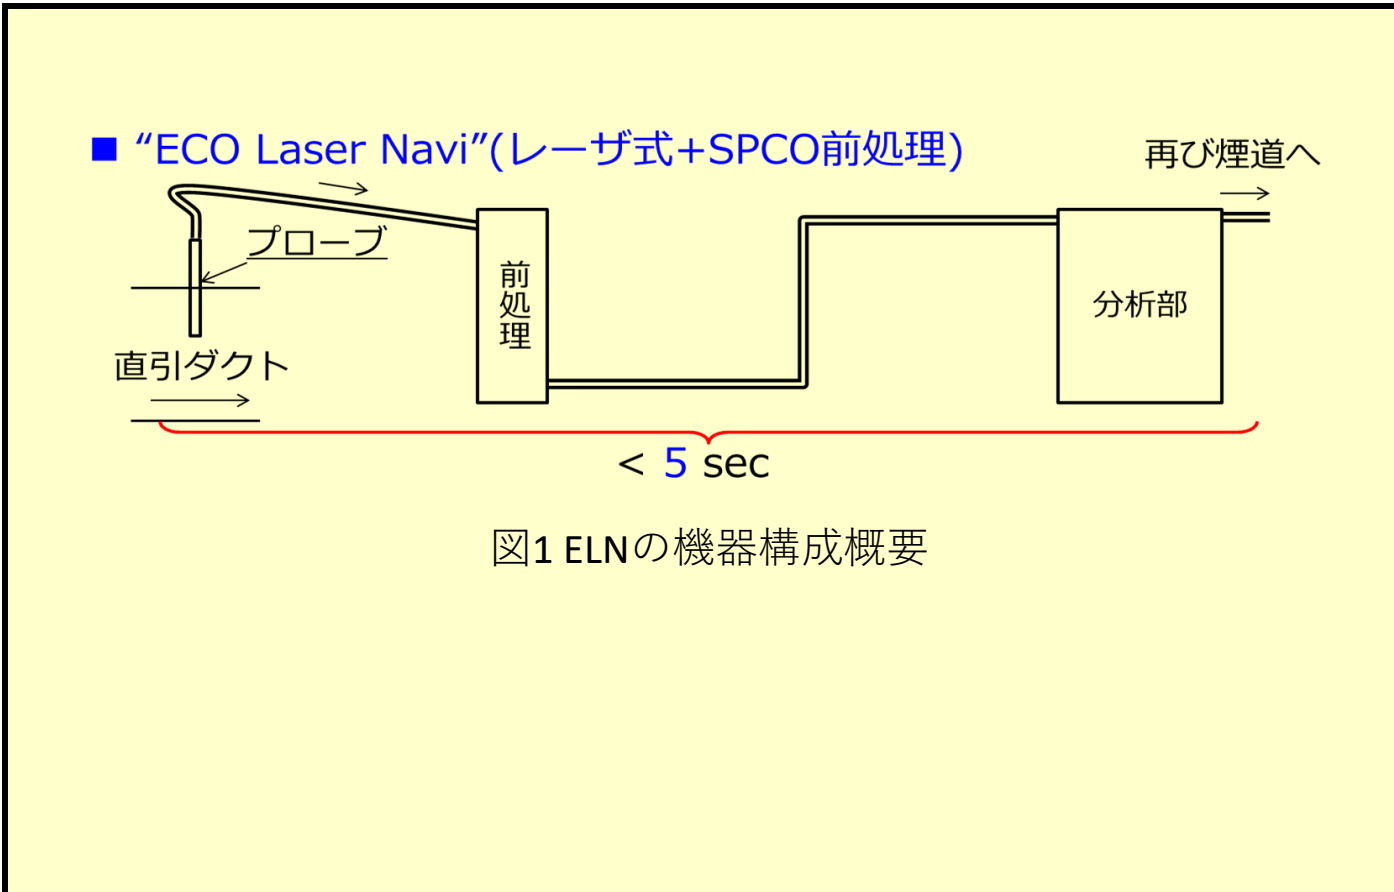 ■ “ECO Laser Navi”(レーザ式+SPCO前処理)
再び煙道へ
プローブ
前処理
分析部
直引ダクト
< 5 sec
図1 ELNの機器構成概要